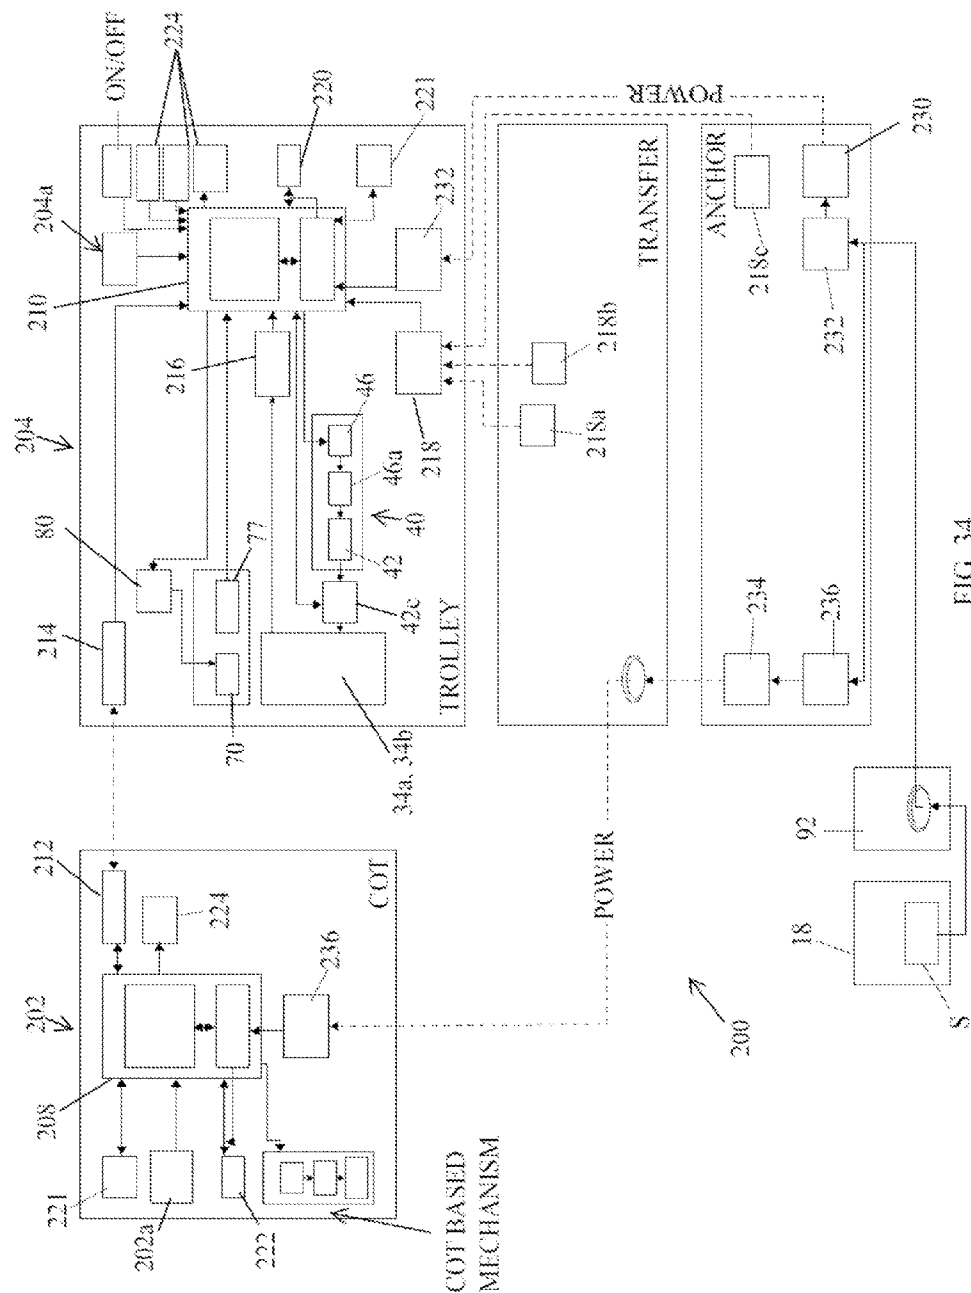 ON/OFF
224
220
221
204a
210
232
POWER
230
ANCHOR
218c
232
TRANSFER
216
218b
218a
204
46
46a
218
40
42
80
77
42c
234
236
214
TROLLEY
70
34a, 34b
FIG. 34
212
224
COT
92
POWER
18
202
236
200
S
208
221
202a
222
COT BASED
MECHANISM